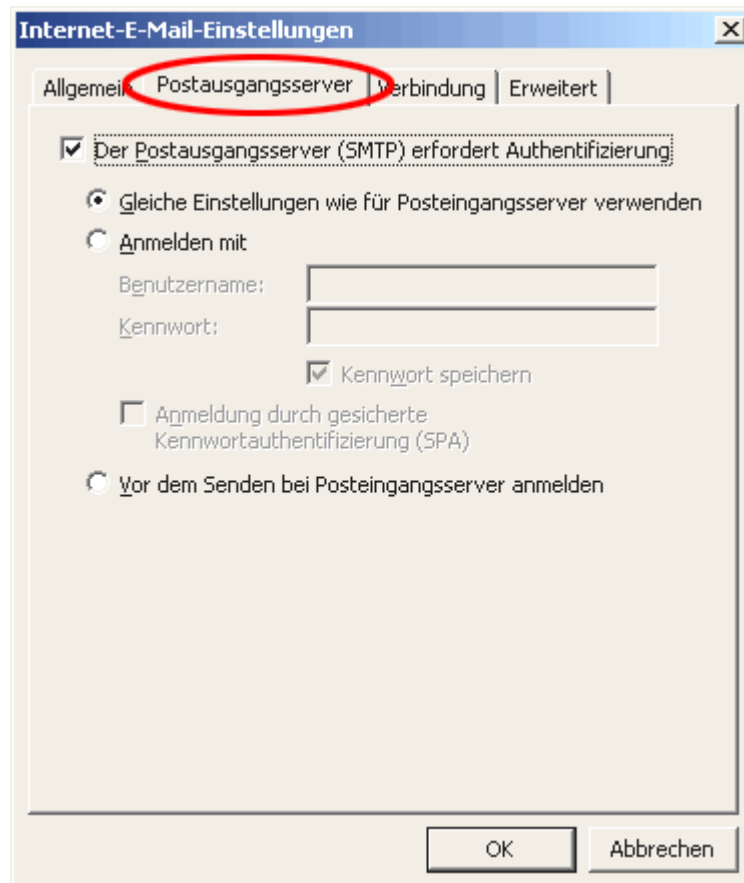 Internet-E-Mail-Einstellungen
Allgemein Postausgangsserver Verbindung Erweitert
Der Postausgangsserver (SMTP) erfordert Authentifizierung
Gleiche Einstellungen wie für Posteingangsserver verwenden
Anmelden mit
Benutzername:
Kennwort:
Kennwort speichern
Anmeldung durch gesicherte
Kennwortauthentifizierung (SPA)
Vor dem Senden bei Posteingangsserver anmelden
OK Abbrechen